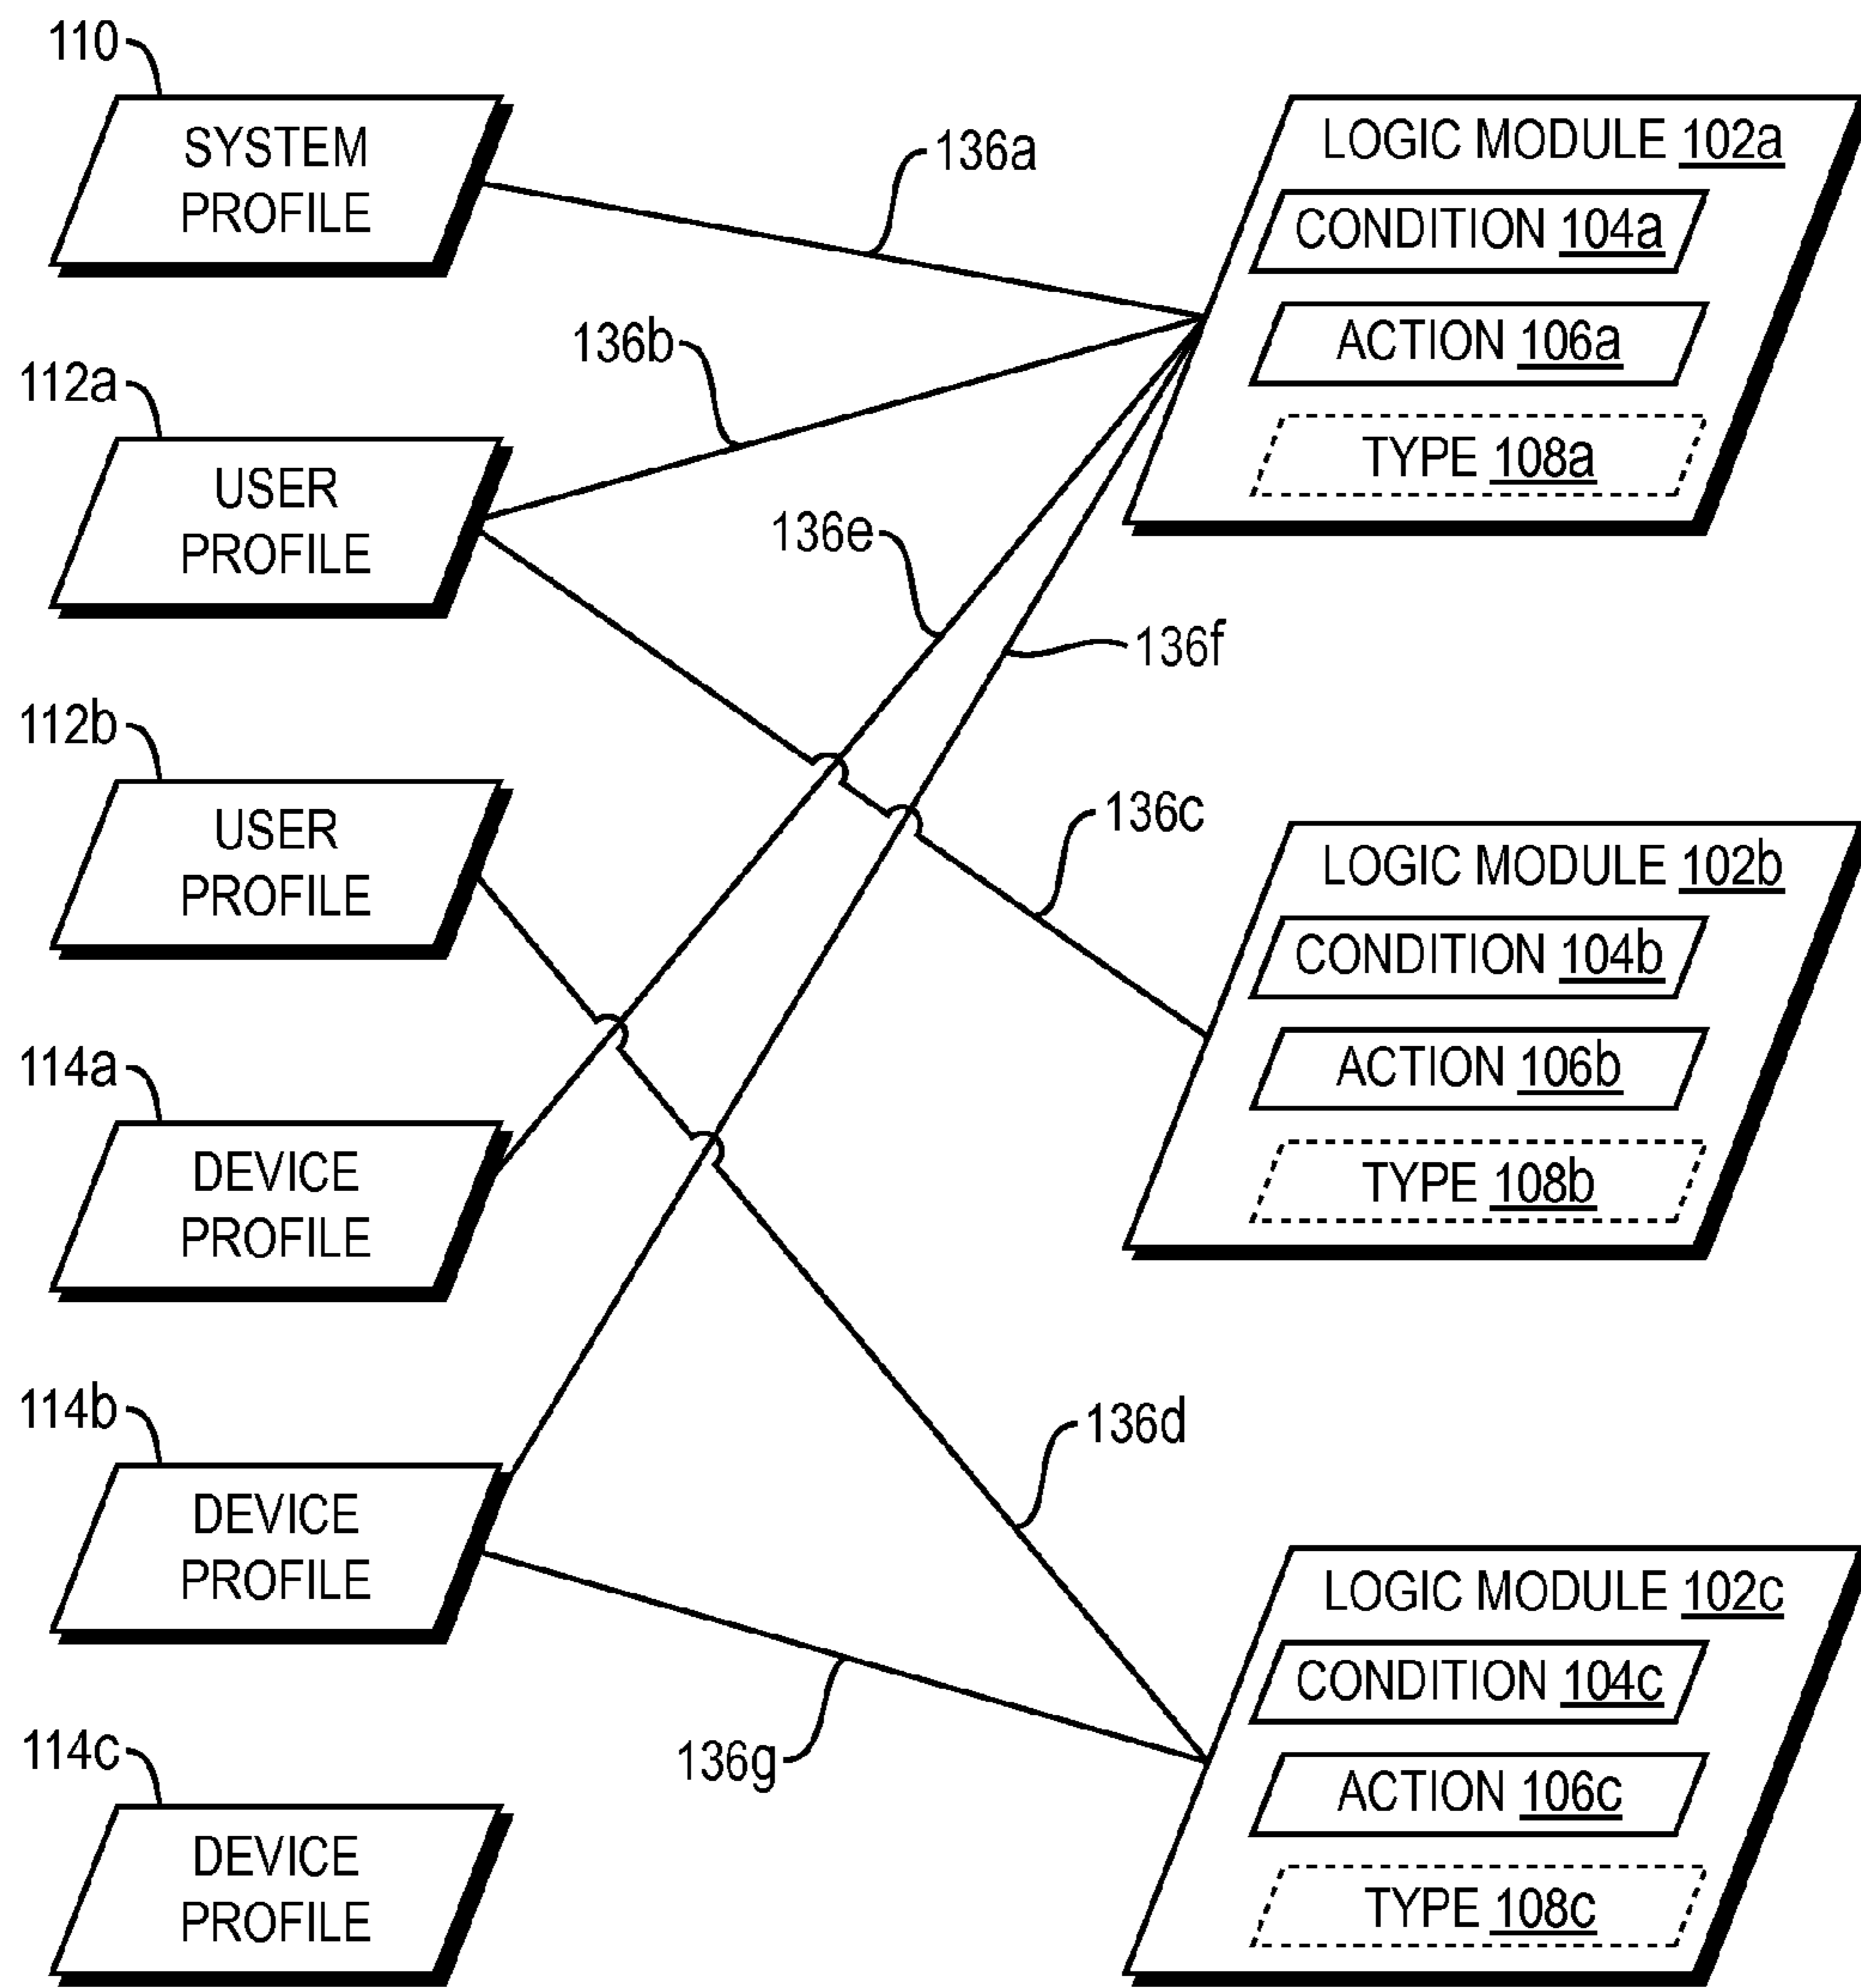 110
SYSTEM
PROFILE
136a
LOGIC MODULE 102a
CONDITION 104a
ACTION 106a
TYPE 108a
136b
112a
USER
PROFILE
136e
136f
112b
USER
PROFILE
136c
LOGIC MODULE 102b
CONDITION 104b
ACTION 106b
TYPE 108b
114a
DEVICE
PROFILE
114b
DEVICE
PROFILE
136d
LOGIC MODULE 102c
CONDITION 104c
ACTION 106c
TYPE 108c
136g
114c
DEVICE
PROFILE